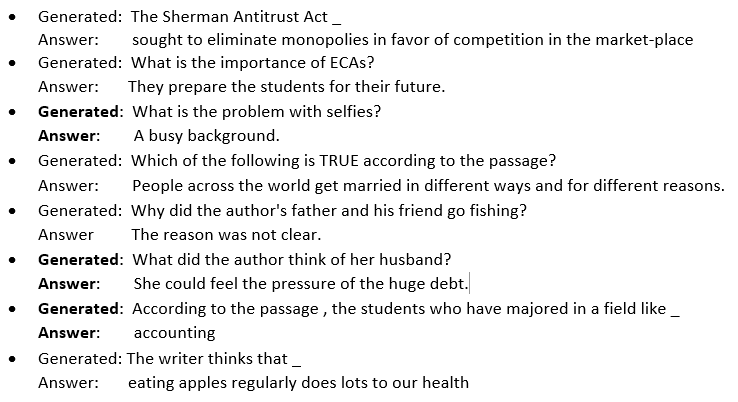 • Generated: The Sherman Antitrust Act _
Answer: sought to eliminate monopolies in favor of competition in the market-place
• Generated: What is the importance of ECAs?
Answer: They prepare the students for their future.
• Generated: What is the problem with selfies?
Answer: A busy background.
• Generated: Which of the following is TRUE according to the passage?
Answer: People across the world get married in different ways and for different reasons.
• Generated: Why did the author's father and his friend go fishing?
Answer The reason was not clear.
• Generated: What did the author think of her husband?
Answer: She could feel the pressure of the huge debt.
• Generated: According to the passage , the students who have majored in a field like _
Answer: accounting
• Generated: The writer thinks that _
Answer: eating apples regularly does lots to our health